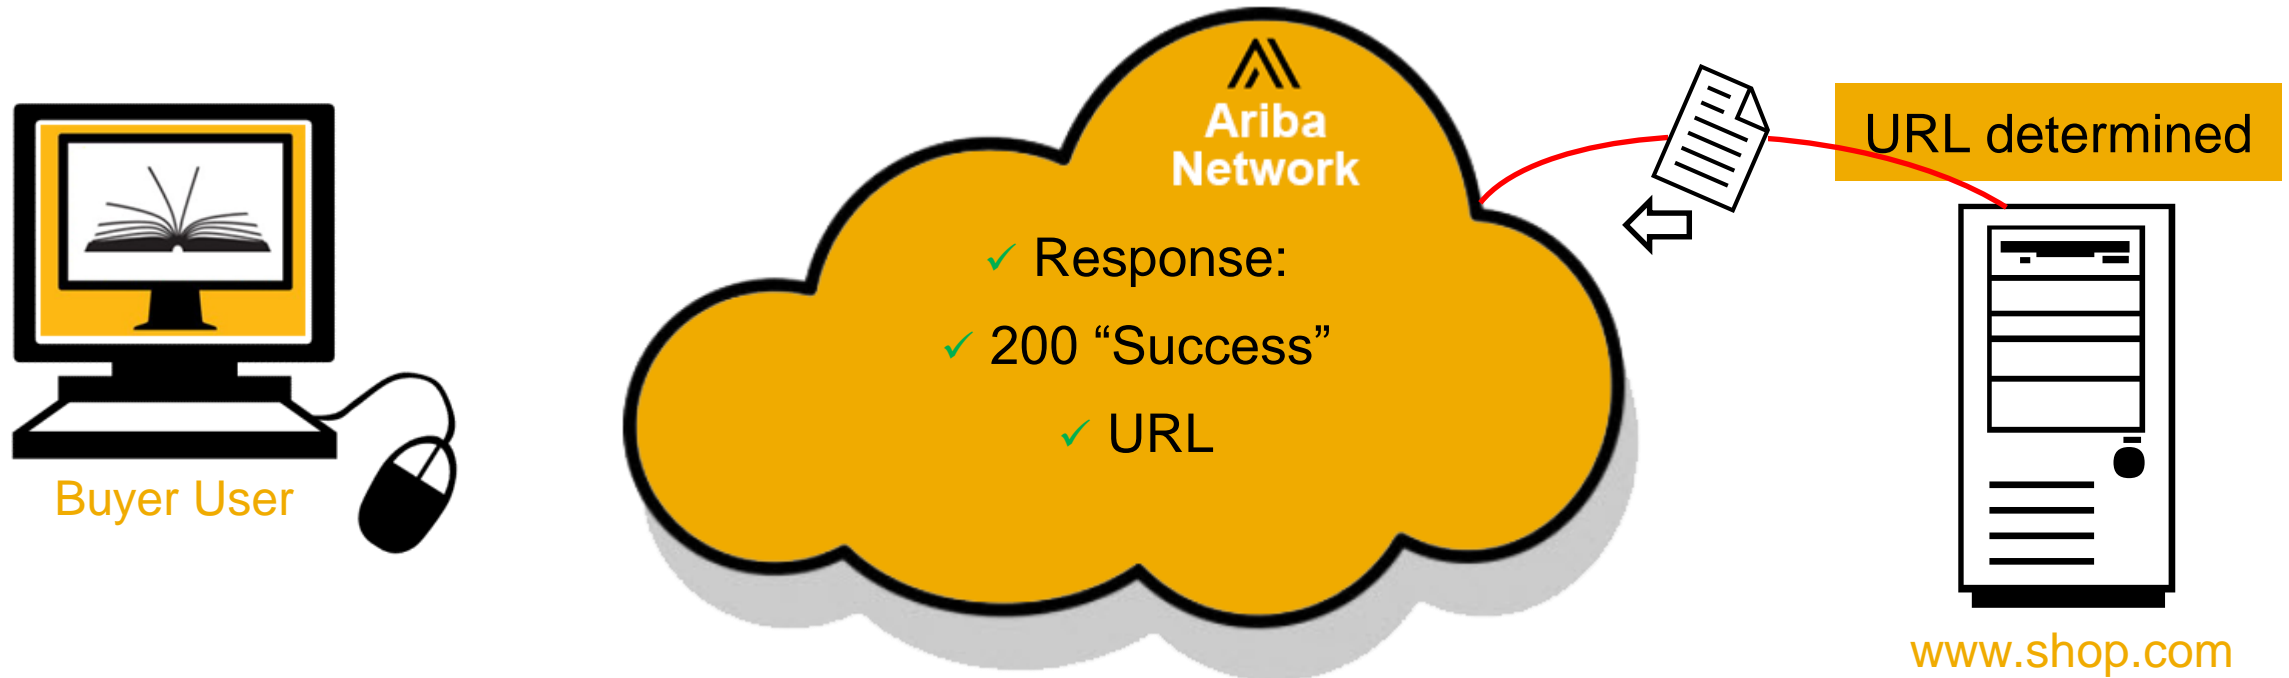 Ariba
Network
URL determined
Response:
200 “Success”
URL
Buyer User
www.shop.com